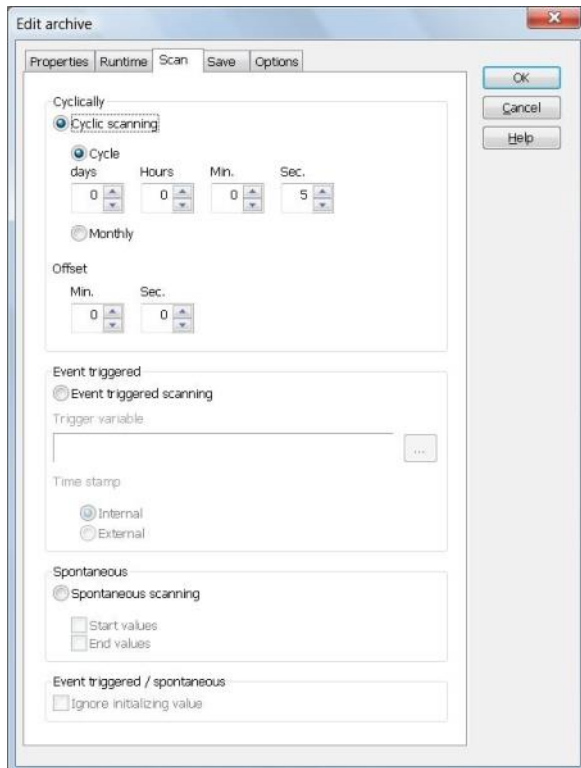 Edit archive
Properties Runtime Scan Save Options
OK
Cancel
Help
Cyclically
Cyclic scanning
Cycle
days Hours Min. Sec.
0 0 0 5
Monthly
Offset
Min. Sec.
0 0
Event triggered
Event triggered scanning
Trigger variable
...
Time stamp
Internal
External
Spontaneous
Spontaneous scanning
Start values
End values
Event triggered / spontaneous
Ignore initializing value